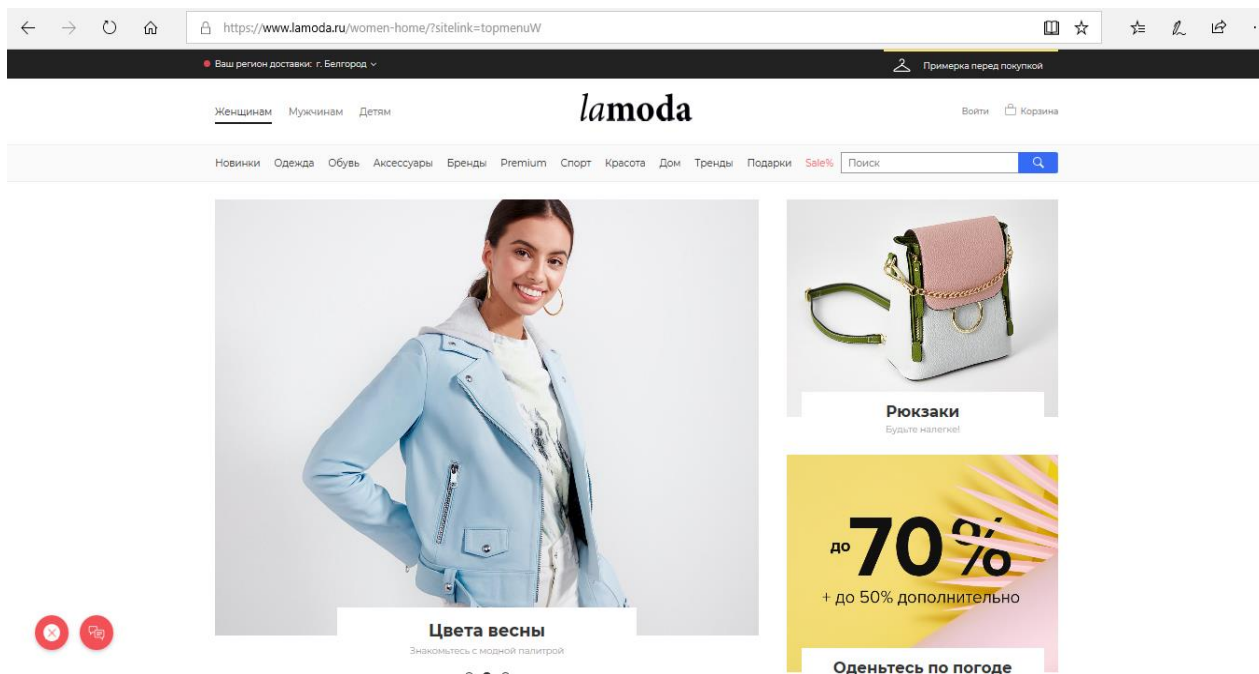 https://www.lamoda.ru/women-home/?sitelink=topmenuW
Ваш регион доставки: г. Белгород
Примерка перед покупкой
Женщинам Мужчинам Детям
lamoda
Войти Корзина
Новинки Одежда Обувь Аксессуары Бренды Premium Спорт Красота Дом Тренды Подарки Sale% Поиск
Рюкзаки
Будьте налегке!
до 70%
+ до 50% дополнительно
Цвета весны
Знакомьтесь с модной палитрой
Оденьтесь по погоде